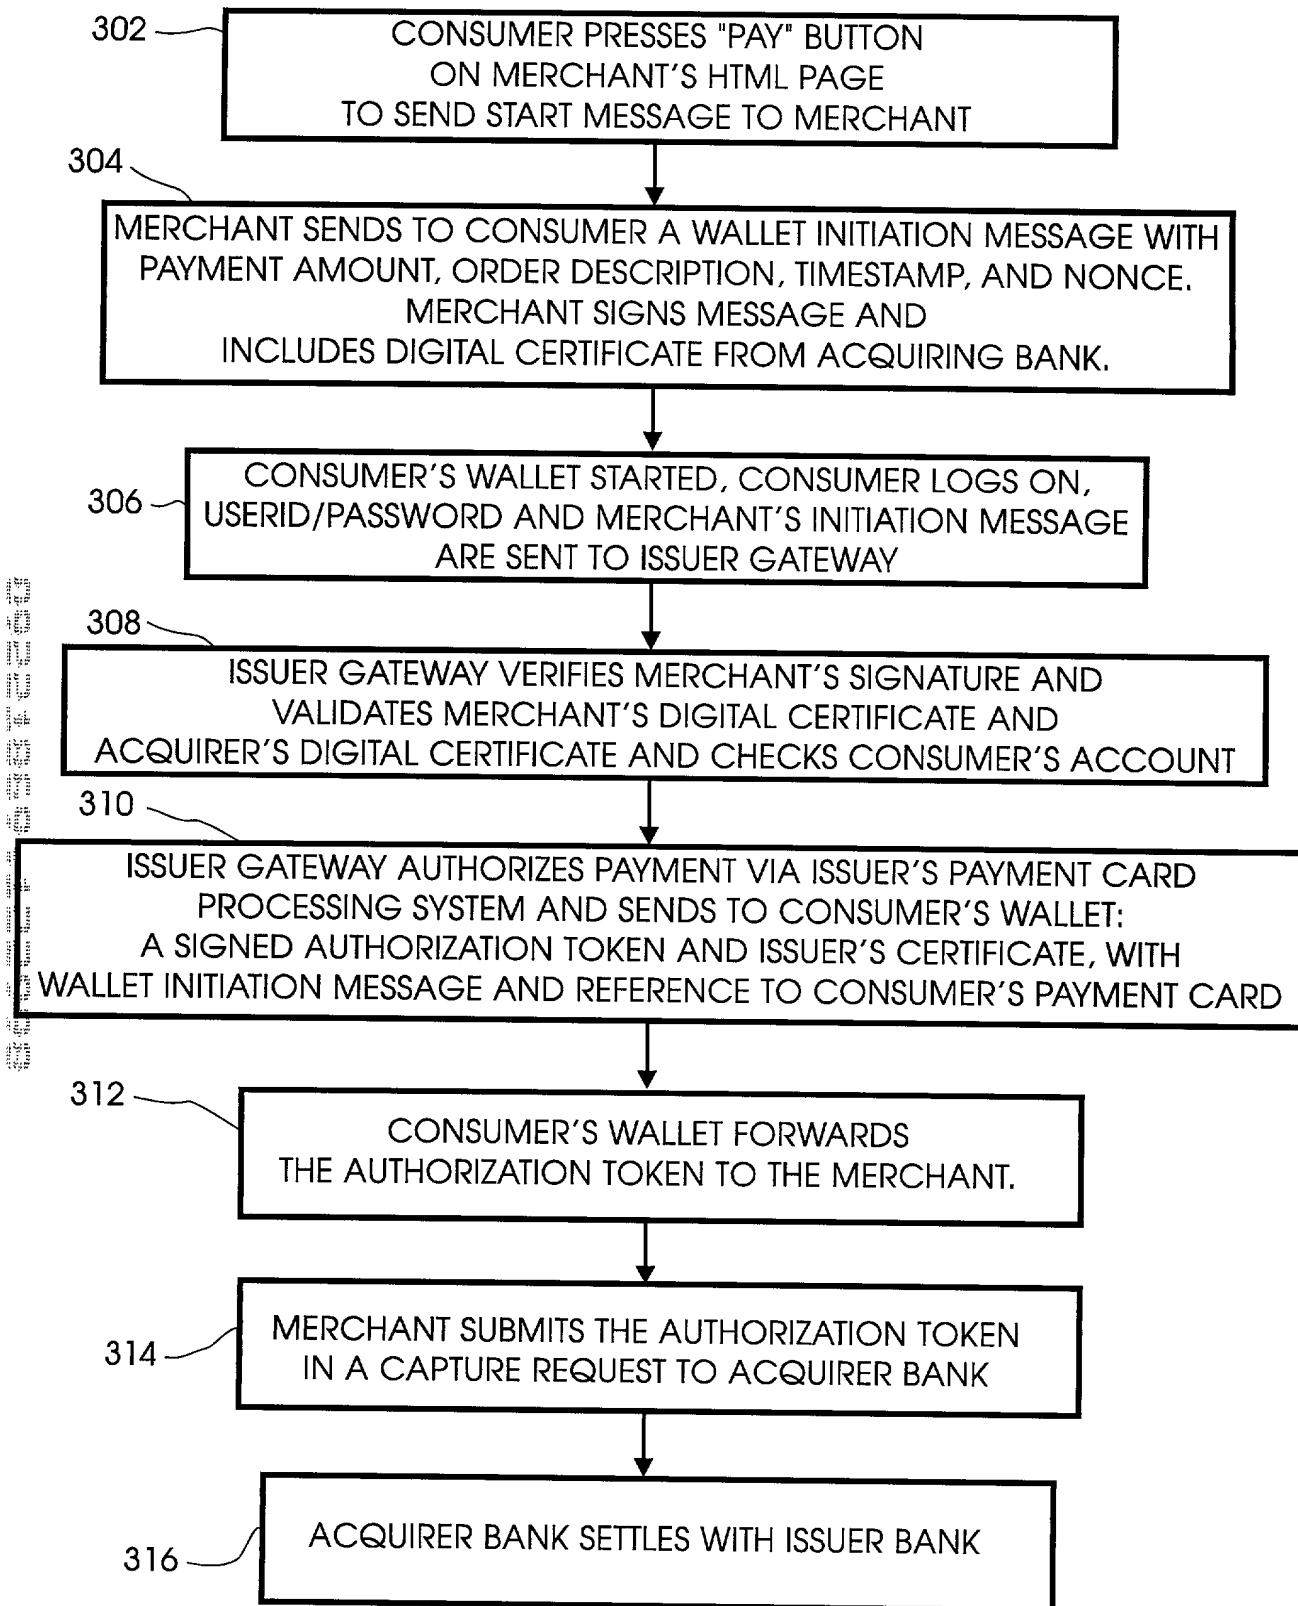 302
CONSUMER PRESSES "PAY" BUTTON
ON MERCHANT'S HTML PAGE
TO SEND START MESSAGE TO MERCHANT
304
MERCHANT SENDS TO CONSUMER A WALLET INITIATION MESSAGE WITH
PAYMENT AMOUNT, ORDER DESCRIPTION, TIMESTAMP, AND NONCE.
MERCHANT SIGNS MESSAGE AND
INCLUDES DIGITAL CERTIFICATE FROM ACQUIRING BANK.
306
CONSUMER'S WALLET STARTED, CONSUMER LOGS ON,
USERID/PASSWORD AND MERCHANT'S INITIATION MESSAGE
ARE SENT TO ISSUER GATEWAY
308
ISSUER GATEWAY VERIFIES MERCHANT'S SIGNATURE AND
VALIDATES MERCHANT'S DIGITAL CERTIFICATE AND
ACQUIRER'S DIGITAL CERTIFICATE AND CHECKS CONSUMER'S ACCOUNT
310
ISSUER GATEWAY AUTHORIZES PAYMENT VIA ISSUER'S PAYMENT CARD
PROCESSING SYSTEM AND SENDS TO CONSUMER'S WALLET:
A SIGNED AUTHORIZATION TOKEN AND ISSUER'S CERTIFICATE, WITH
WALLET INITIATION MESSAGE AND REFERENCE TO CONSUMER'S PAYMENT CARD
312
CONSUMER'S WALLET FORWARDS
THE AUTHORIZATION TOKEN TO THE MERCHANT.
314
MERCHANT SUBMITS THE AUTHORIZATION TOKEN
IN A CAPTURE REQUEST TO ACQUIRER BANK
316
ACQUIRER BANK SETTLES WITH ISSUER BANK